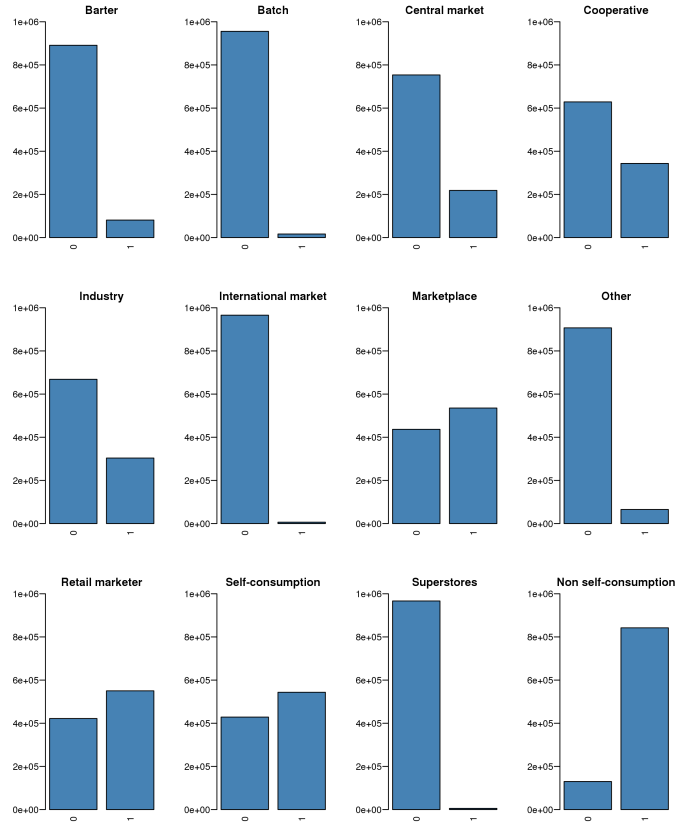 Barter Batch Central market Cooperative
1e+06 1e+06 1e+06 1e+06
8e+05 8e+05 8e+05 8e+05
6e+05 6e+05 6e+05 6e+05
4e+05 4e+05 4e+05 4e+05
2e+05 2e+05 2e+05 2e+05
0e+00 0e+00 0e+00 0e+00
0 1 0 1 0 1 0 1
Industry International market Marketplace Other
1e+06 1e+06 1e+06 1e+06
8e+05 8e+05 8e+05 8e+05
6e+05 6e+05 6e+05 6e+05
4e+05 4e+05 4e+05 4e+05
2e+05 2e+05 2e+05 2e+05
0e+00 0e+00 0e+00 0e+00
0 1 0 1 0 1 0 1
Retail marketer Self-consumption Superstores Non self-consumption
1e+06 1e+06 1e+06 1e+06
8e+05 8e+05 8e+05 8e+05
6e+05 6e+05 6e+05 6e+05
4e+05 4e+05 4e+05 4e+05
2e+05 2e+05 2e+05 2e+05
0e+00 0e+00 0e+00 0e+00
0 1 0 1 0 1 0 1